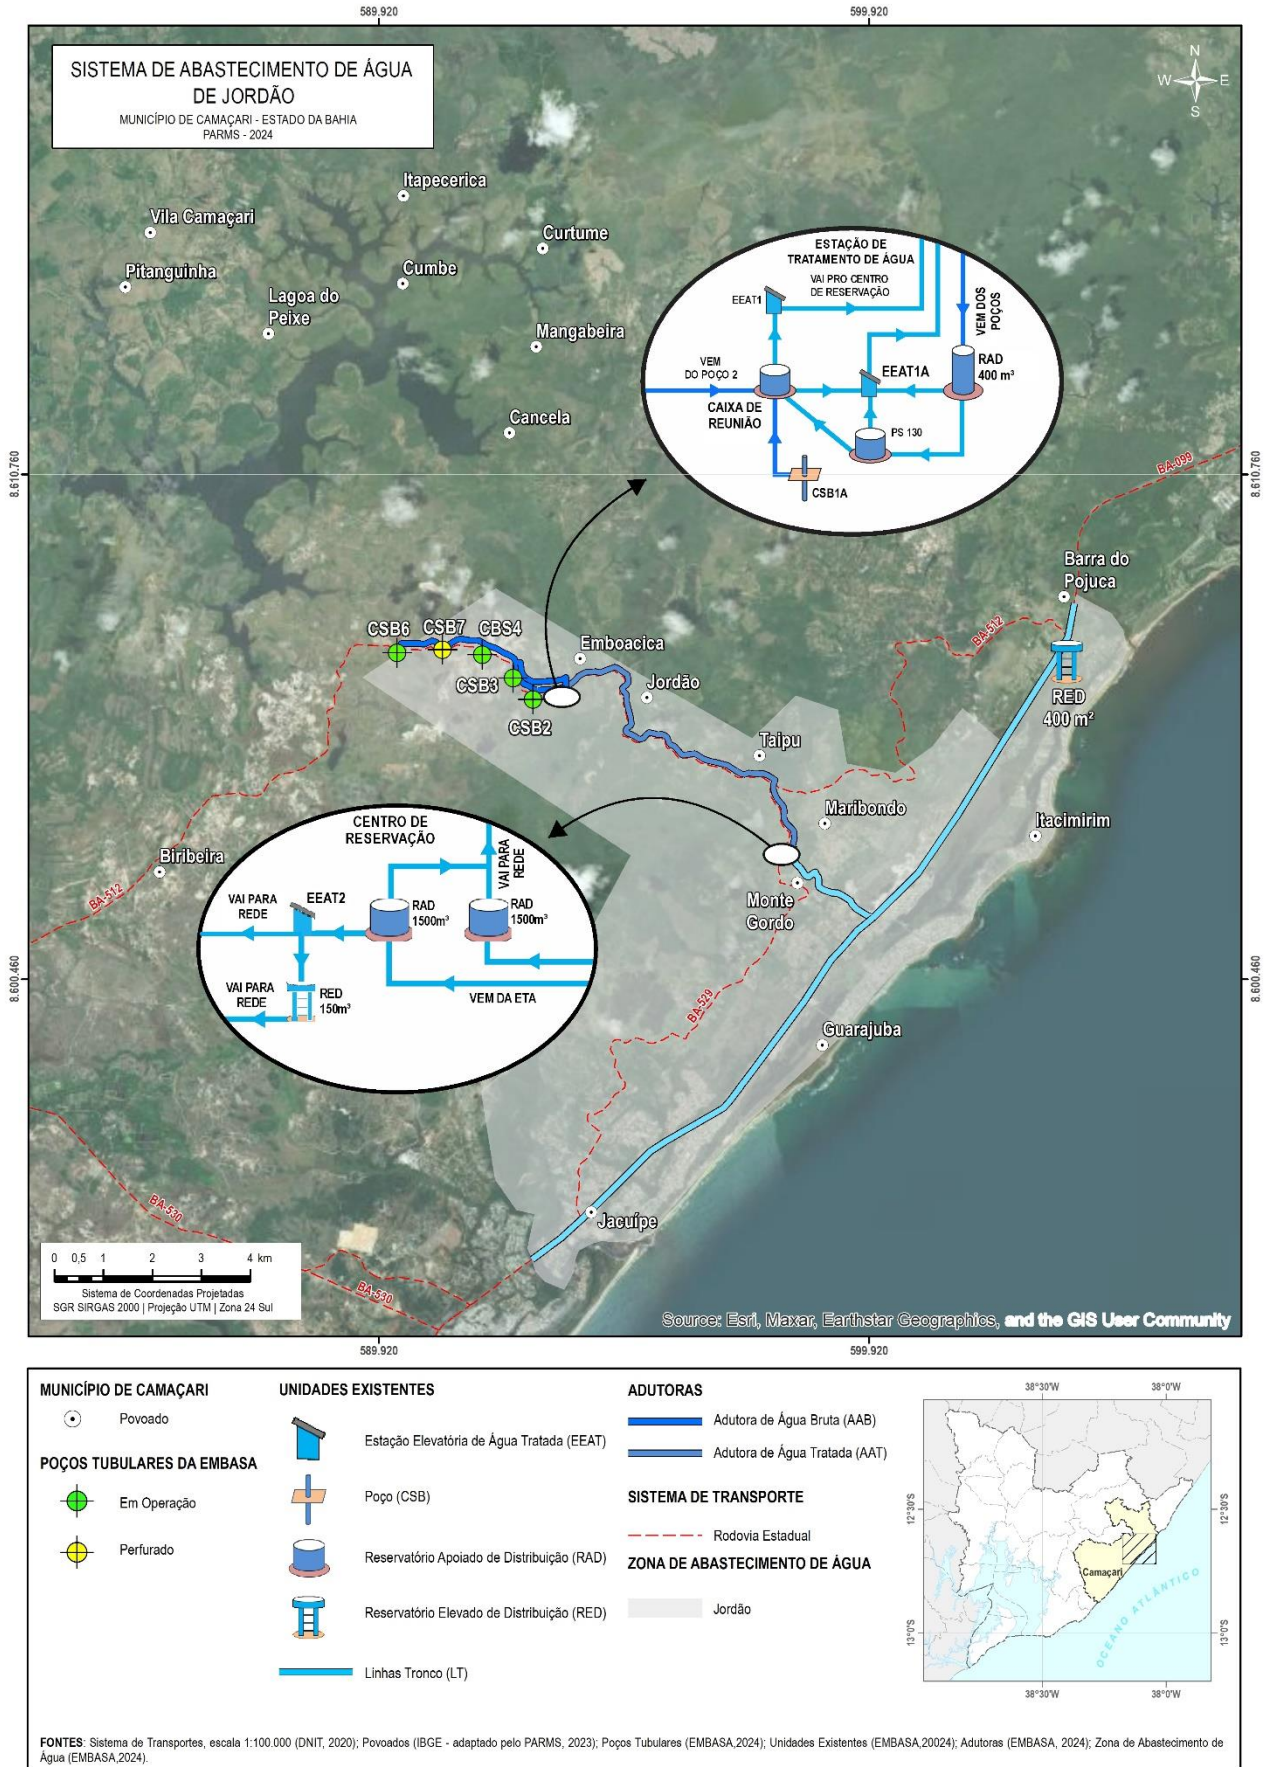 589.920
599.920
SISTEMA DE ABASTECIMENTO DE ÁGUA
DE JORDÃO
MUNICÍPIO DE CAMAÇARI - ESTADO DA BAHIA
PARMS - 2024
N
W
E
S
Itapecerica
Vila Camaçari
Curtume
Pitanguinha
Cumbe
Lagoa do
Peixe
Mangabeira
Cancela
ESTAÇÃO DE
TRATAMENTO DE ÁGUA
VAI PRO CENTRO
DE RESERVAÇÃO
EEAT1
VEM DOS
POÇOS
VEM
DO POÇO 2
EEAT1A
RAD
400 m³
CAIXA DE
REUNIÃO
PS 130
CSB1A
8.610.760
8.610.760
BA-099
Barra do
Pojuca
BA-512
CSB6
CSB7
CBS4
Emboacica
CSB3
Jordão
CSB2
RED
400 m²
Taipu
Maribondo
Itacimirim
CENTRO DE
RESERVAÇÃO
Biribeira
BA-512
VAI PARA
REDE
EEAT2
RAD
1500m³
VAI PARA
REDE
RAD
1500m³
Monte
Gordo
VAI PARA
REDE
RED
150m³
VEM DA ETA
8.600.460
8.600.460
BA-529
Guarajuba
BA-530
Jacuípe
BA-530
0 0,5 1 2 3 4 km
Sistema de Coordenadas Projetadas
SGR SIRGAS 2000 | Projeção UTM | Zona 24 Sul
Source: Esri, Maxar, Earthstar Geographics, and the GIS User Community
589.920
599.920
MUNICÍPIO DE CAMAÇARI
Povoado
POÇOS TUBULARES DA EMBASA
Em Operação
Perfurado
UNIDADES EXISTENTES
Estação Elevatória de Água Tratada (EEAT)
Poço (CSB)
Reservatório Apoiado de Distribuição (RAD)
Reservatório Elevado de Distribuição (RED)
Linhas Tronco (LT)
ADUTORAS
Adutora de Água Bruta (AAB)
Adutora de Água Tratada (AAT)
SISTEMA DE TRANSPORTE
Rodovia Estadual
ZONA DE ABASTECIMENTO DE ÁGUA
Jordão
38°30'W
38°0'W
12°30'S
12°30'S
Camaçari
OCEANO ATLÂNTICO
13°0'S
13°0'S
38°30'W
38°0'W
FONTES: Sistema de Transportes, escala 1:100.000 (DNIT, 2020); Povoados (IBGE - adaptado pelo PARMS, 2023); Poços Tubulares (EMBASA,2024); Unidades Existentes (EMBASA,20024); Adutoras (EMBASA, 2024); Zona de Abastecimento de
Água (EMBASA,2024).